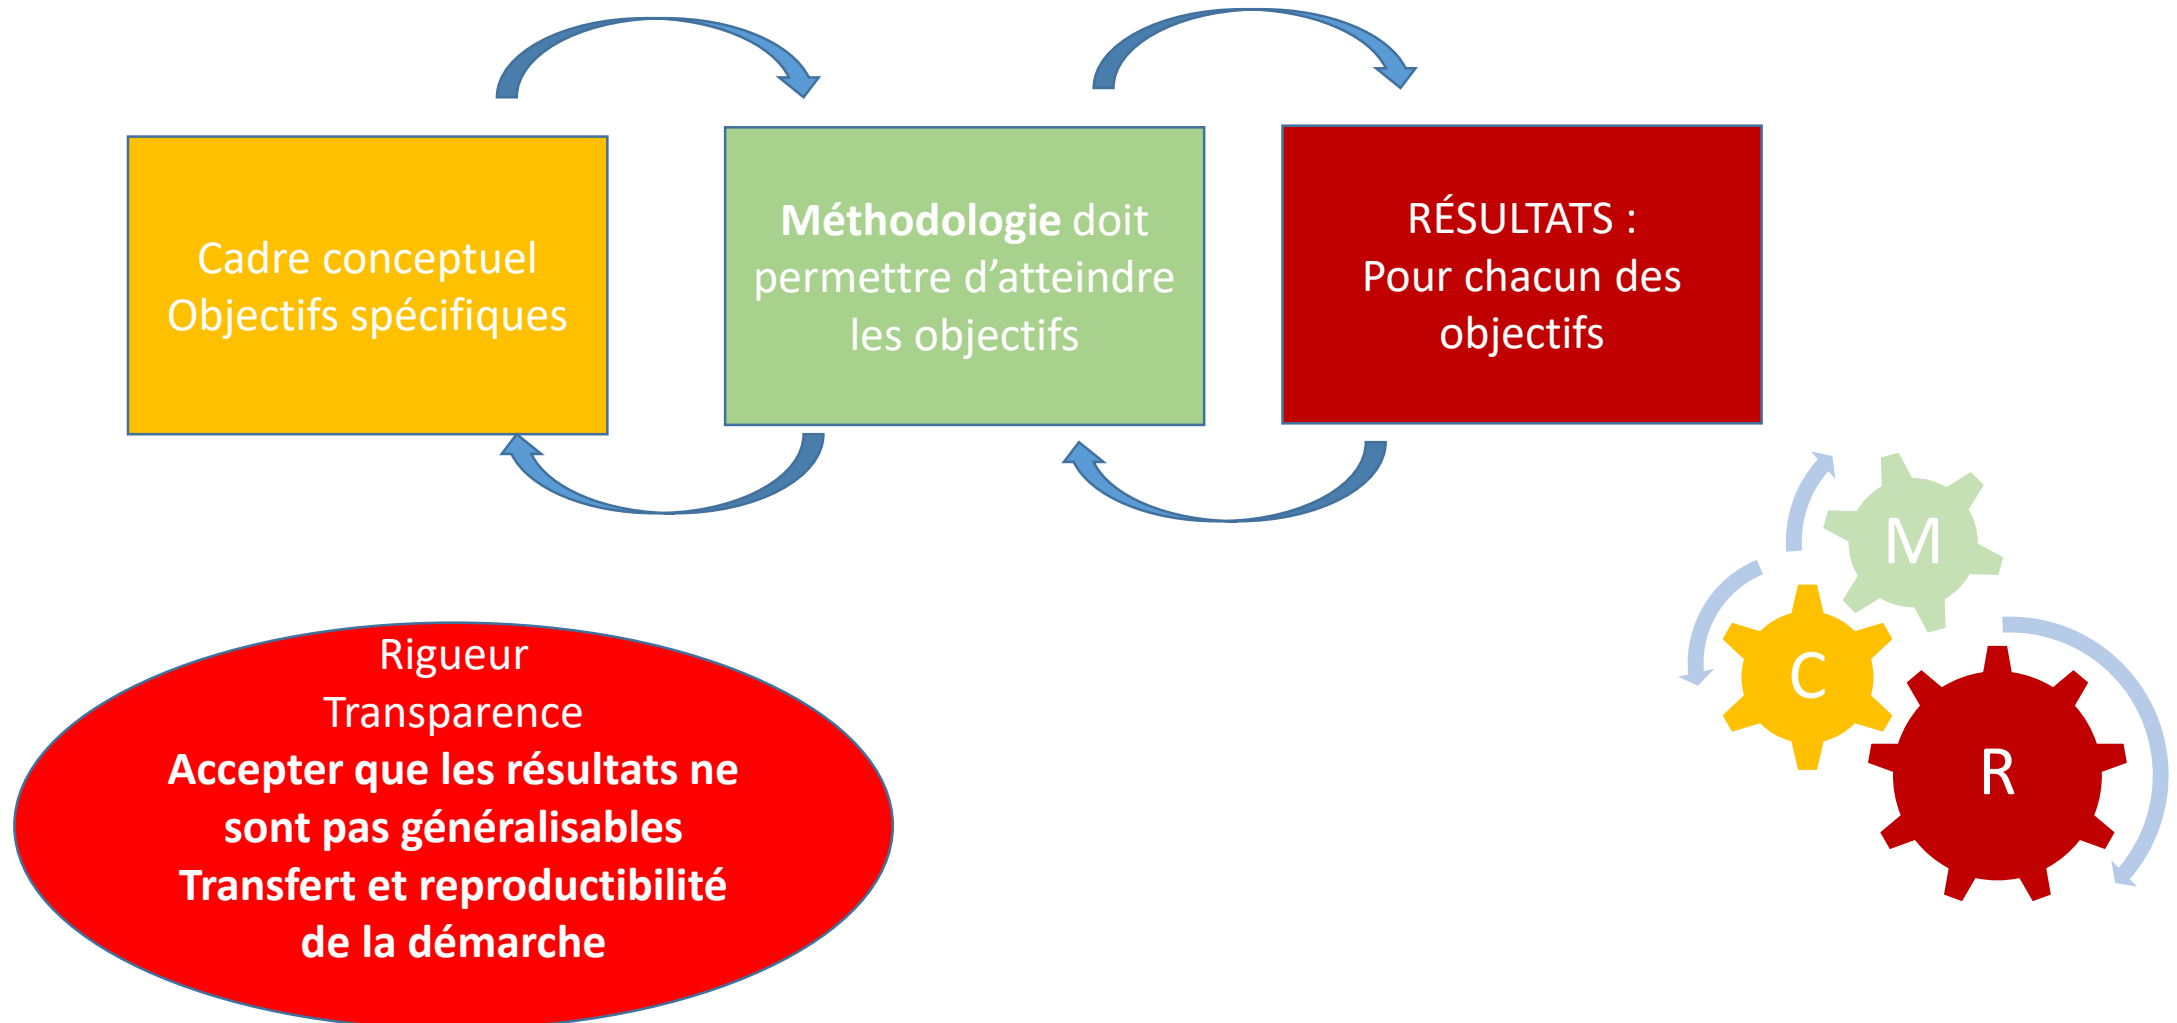 Cadre conceptuel
Objectifs spécifiques
Méthodologie doit
permettre d’atteindre
les objectifs
RÉSULTATS :
Pour chacun des
objectifs
M
C
R
Rigueur
Transparence
Accepter que les résultats ne
sont pas généralisables
Transfert et reproductibilité
de la démarche